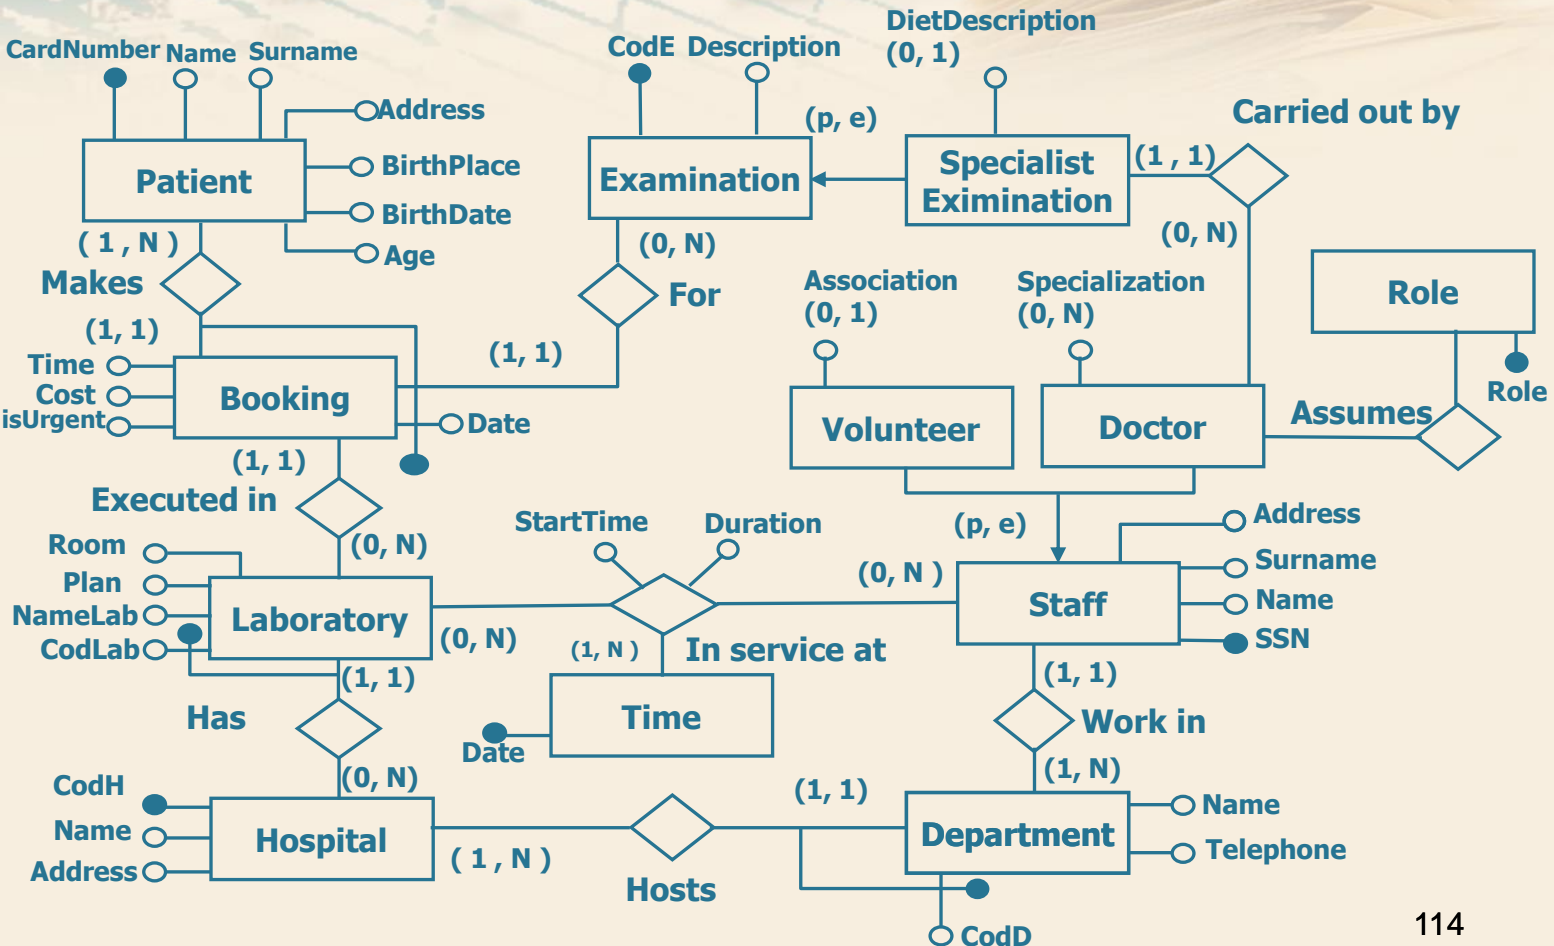 DietDescription
(0, 1)
CardNumber
Name
Surname
CodE
Description
Address
(p, e)
Carried out by
Patient
BirthPlace
BirthDate
Age
Examination
Specialist
Eximination
(1 , 1)
( 1 , N )
Makes
(1, 1)
(0, N)
For
(0, N)
Association
(0, 1)
Specialization
(0, N)
Role
Role
Time
Cost
isUrgent
Booking
(1, 1)
Date
Volunteer
Doctor
Assumes
(1, 1)
Executed in
(0, N)
StartTime
Duration
(p, e)
Address
Surname
Name
SSN
Room
Plan
NameLab
CodLab
Laboratory
(0, N)
(0, N )
Staff
(1, N )
In service at
(1, 1)
Has
(0, N)
Time
Date
(1, 1)
Work in
(1, N)
CodH
Name
Address
Hospital
( 1 , N )
Hosts
(1, 1)
Department
Name
Telephone
CodD
114